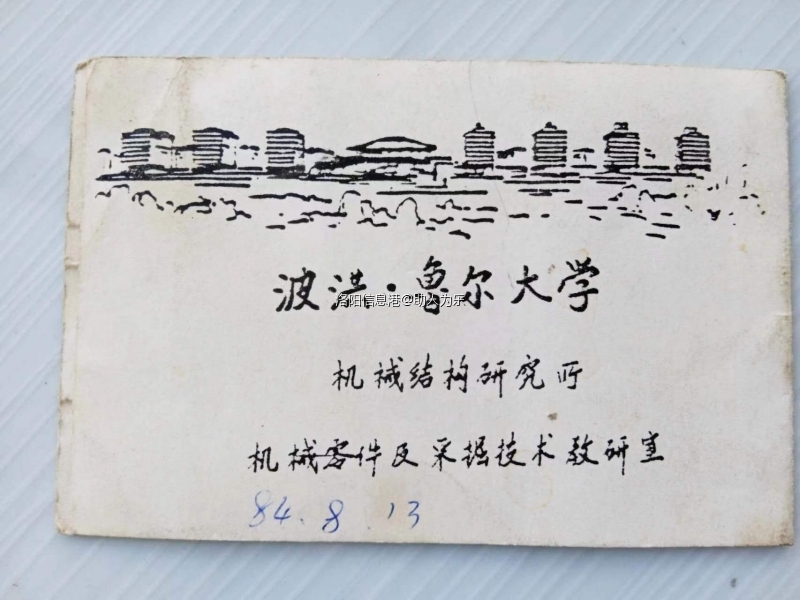 波洪·鲁尔大学
洛阳信息港@助人为乐
机械结构研究所
机械零件及采掘技术教研室
84.8.13